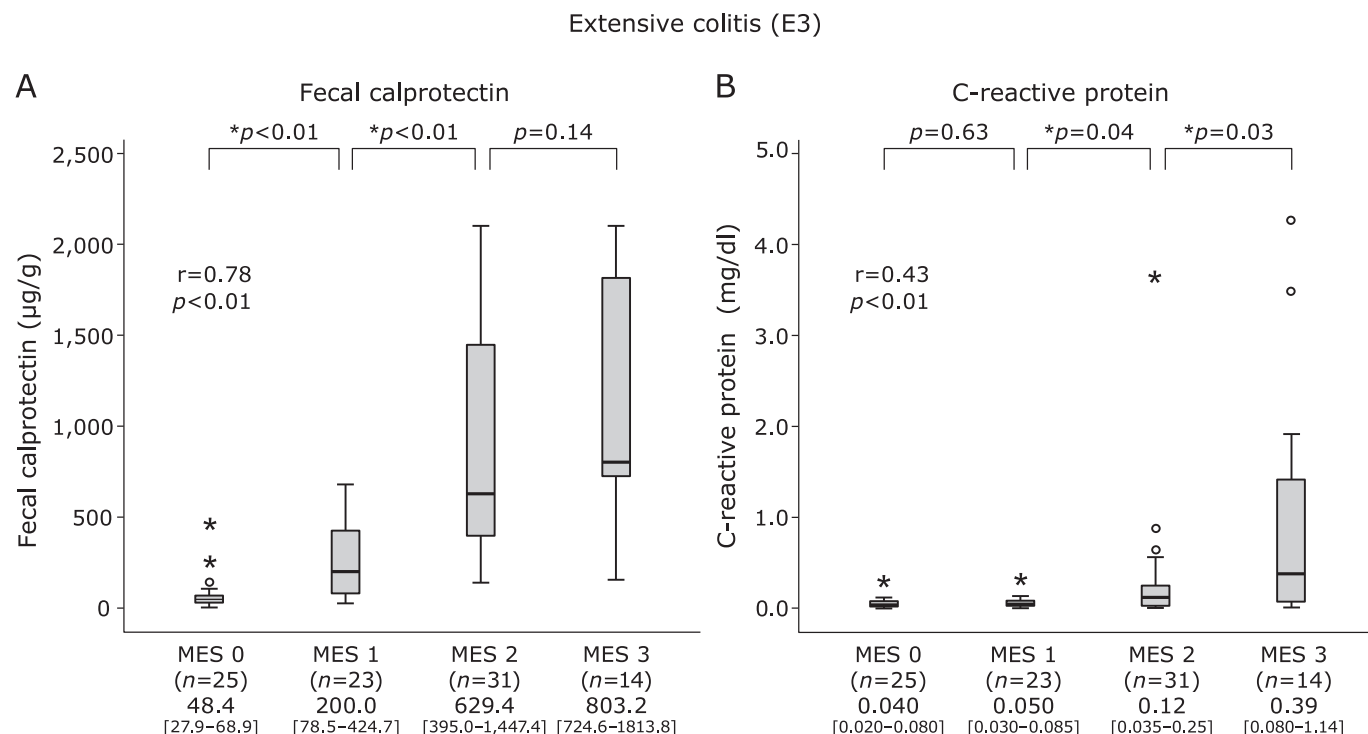 Extensive colitis (E3)
A
Fecal calprotectin
*p<0.01
*p<0.01
p=0.14
2,500
2,000
1,500
1,000
500
0
Fecal calprotectin (μg/g)
r=0.78
p<0.01
*
*
MES 0
MES 1
MES 2
MES 3
(n=25)
(n=23)
(n=31)
(n=14)
48.4
200.0
629.4
803.2
[27.9–68.9]
[78.5–424.7]
[395.0–1,447.4]
[724.6–1813.8]
B
C-reactive protein
p=0.63
*p=0.04
*p=0.03
5.0
4.0
3.0
2.0
1.0
0.0
C-reactive protein (mg/dl)
r=0.43
p<0.01
*
*
*
MES 0
MES 1
MES 2
MES 3
(n=25)
(n=23)
(n=31)
(n=14)
0.040
0.050
0.12
0.39
[0.020–0.080]
[0.030–0.085]
[0.035–0.25]
[0.080–1.14]